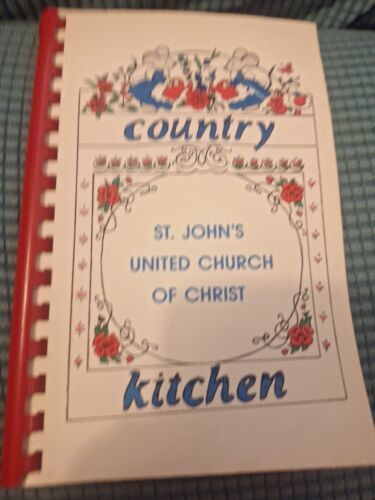 country
ST. JOHN'S
UNITED CHURCH
OF CHRIST
kitchen